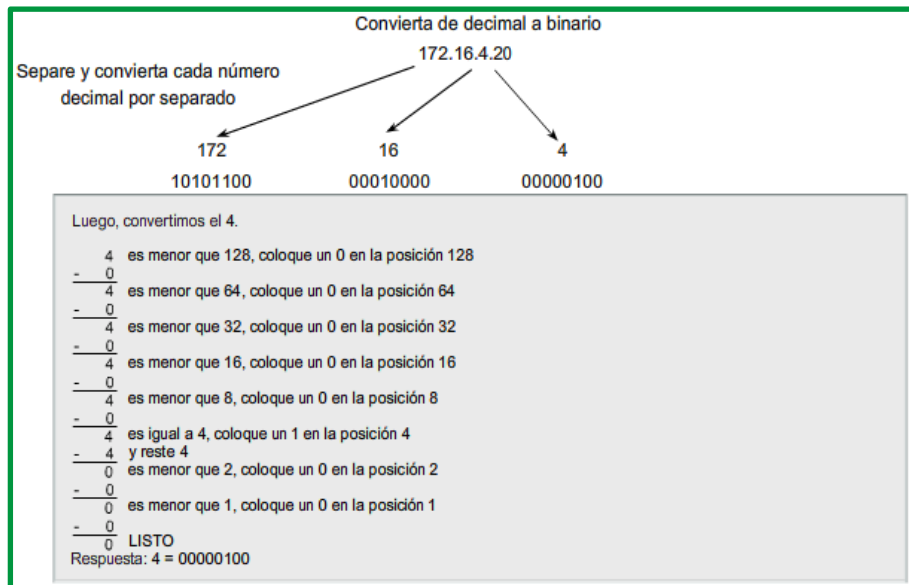 Convierta de decimal a binario
172.16.4.20
Separe y convierta cada número
decimal por separado
172 16 4
10101100 00010000 00000100
Luego, convertimos el 4.
4 es menor que 128, coloque un 0 en la posición 128
- 0
4 es menor que 64, coloque un 0 en la posición 64
- 0
4 es menor que 32, coloque un 0 en la posición 32
- 0
4 es menor que 16, coloque un 0 en la posición 16
- 0
4 es menor que 8, coloque un 0 en la posición 8
- 0
4 es igual a 4, coloque un 1 en la posición 4
- 4 y reste 4
0 es menor que 2, coloque un 0 en la posición 2
- 0
0 es menor que 1, coloque un 0 en la posición 1
- 0
0 LISTO
Respuesta: 4 = 00000100